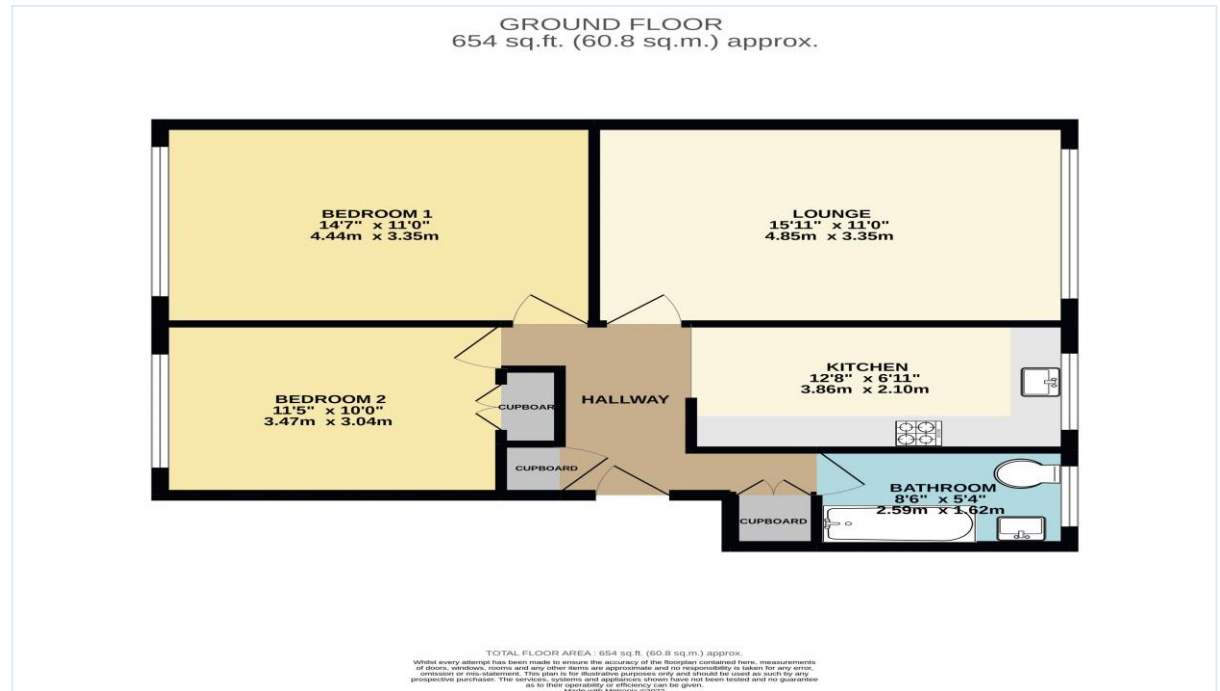 GROUND FLOOR
654 sq.ft. (60.8 sq.m.) approx.
BEDROOM 1
14'7" x 11'0"
4.44m x 3.35m
LOUNGE
15'11" x 11'0"
4.85m x 3.35m
KITCHEN
12'8" x 6'11"
3.86m x 2.10m
BEDROOM 2
11'5" x 10'0"
3.47m x 3.04m
CUPBOAR
HALLWAY
CUPBOARD
BATHROOM
8'6" x 5'4"
2.59m x 1.62m
CUPBOARD
TOTAL FLOOR AREA : 654 sq.ft. (60.8 sq.m.) approx.
Whilst every attempt has been made to ensure the accuracy of the floorplan contained here, measurements
of doors, windows, rooms and any other items are approximate and no responsibility is taken for any error,
omission or mis-statement. This plan is for illustrative purposes only and should be used as such by any
prospective purchaser. The services, systems and appliances shown have not been tested and no guarantee
as to their operability or efficiency can be given.
Made with Metropix ©2022